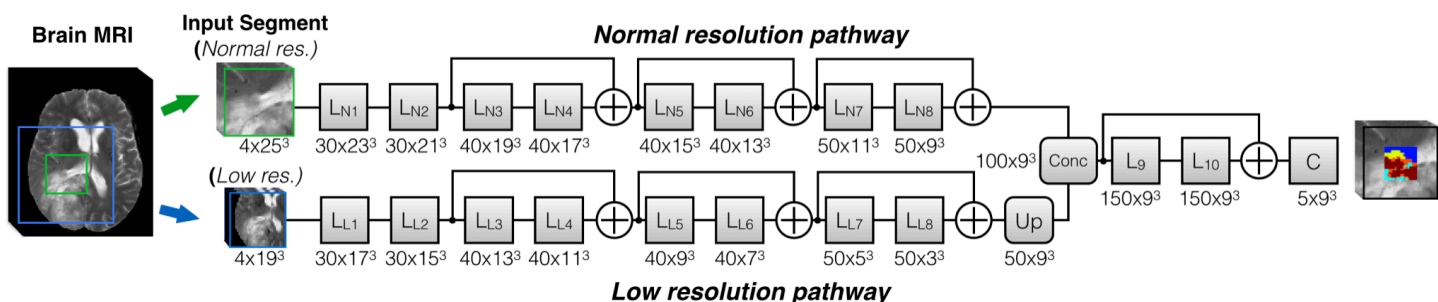 Brain MRI
Input Segment
(Normal res.)
Normal resolution pathway
L_N1 L_N2 L_N3 L_N4 L_N5 L_N6 L_N7 L_N8
4x25³ 30x23³ 30x21³ 40x19³ 40x17³ 40x15³ 40x13³ 50x11³ 50x9³
100x9³ Conc L₉ L₁₀ C
150x9³ 150x9³ 5x9³
(Low res.)
L_L1 L_L2 L_L3 L_L4 L_L5 L_L6 L_L7 L_L8 Up
4x19³ 30x17³ 30x15³ 40x13³ 40x11³ 40x9³ 40x7³ 50x5³ 50x3³ 50x9³
Low resolution pathway